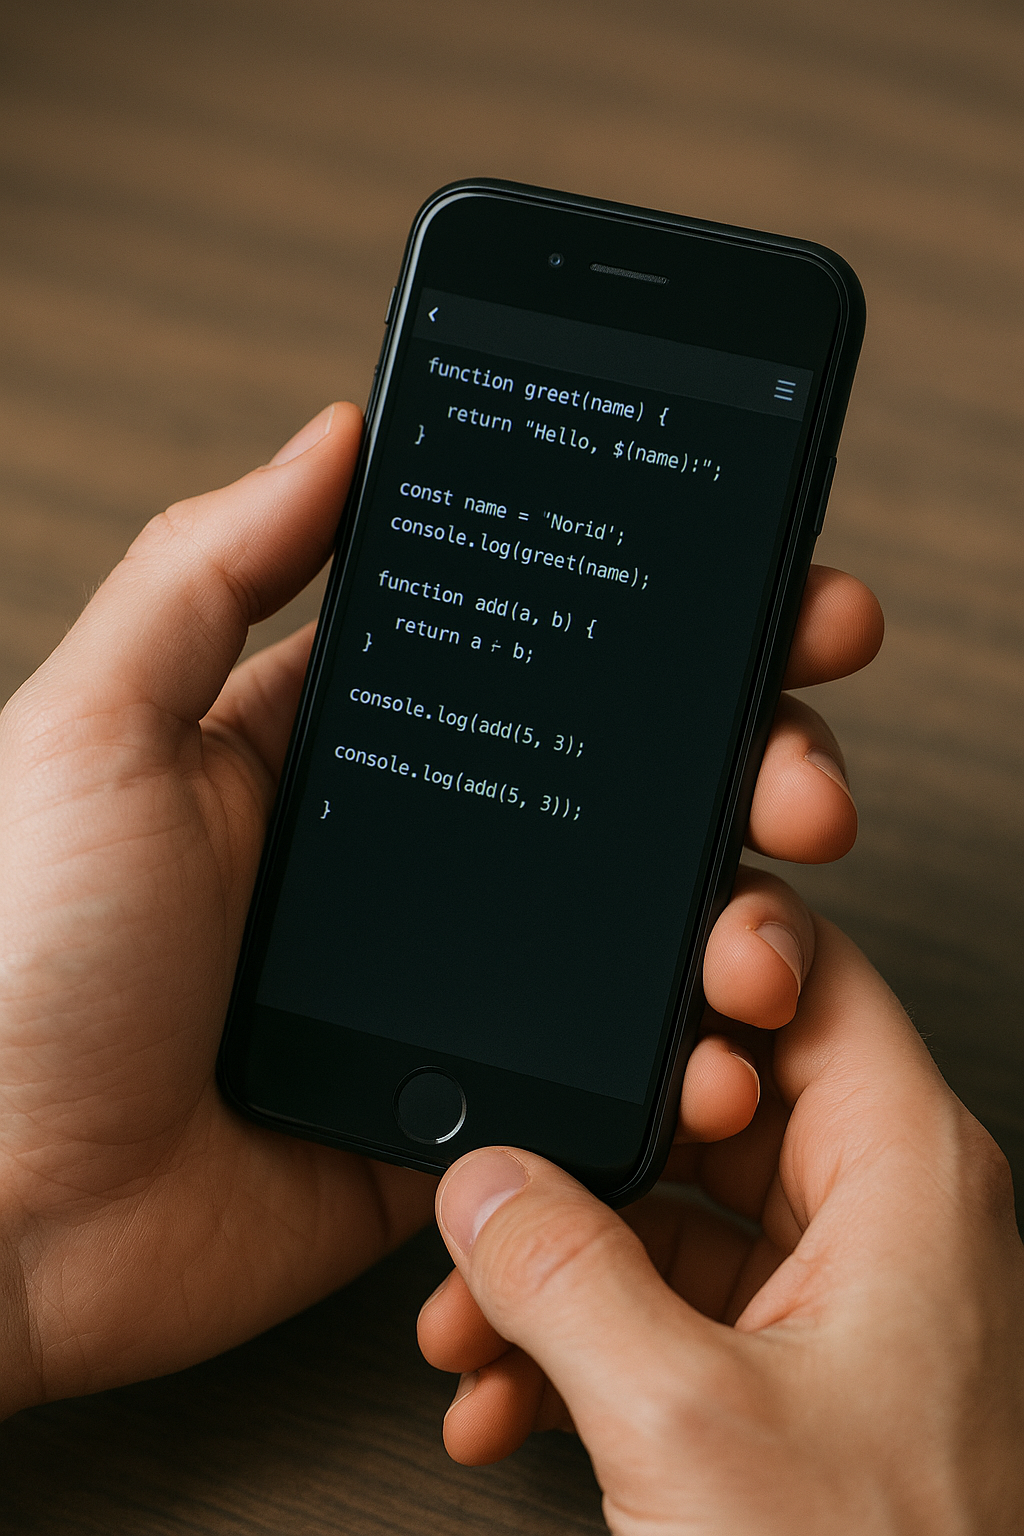 function greet(name) {
return "Hello, $(name):";
}
const name = "Norid';
console.log(greet(name);
function add(a, b) {
return a ÷ b;
}
console.log(add(5, 3);
console.log(add(5, 3));
}